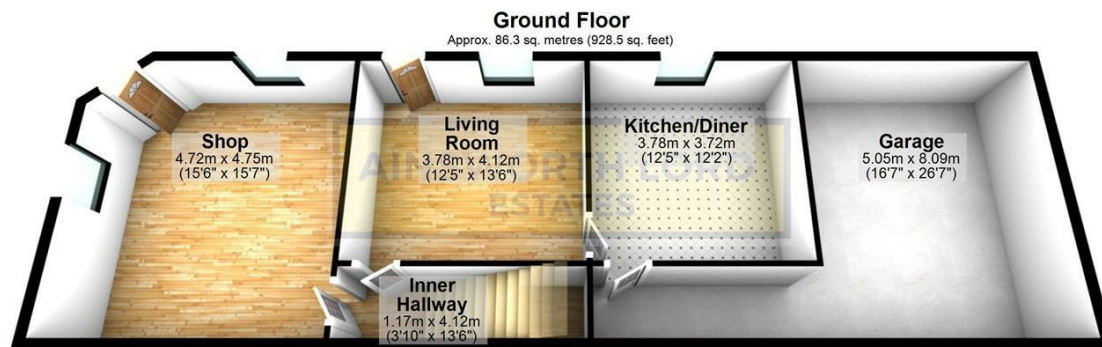 Ground Floor
Approx. 86.3 sq. metres (928.5 sq. feet)
Shop
4.72m x 4.75m
(15'6" x 15'7")
Living
Room
3.78m x 4.12m
(12'5" x 13'6")
Kitchen/Diner
3.78m x 3.72m
(12'5" x 12'2")
Garage
5.05m x 8.09m
(16'7" x 26'7")
LORD
ESTATES
Inner
Hallway
1.17m x 4.12m
(3'10" x 13'6")